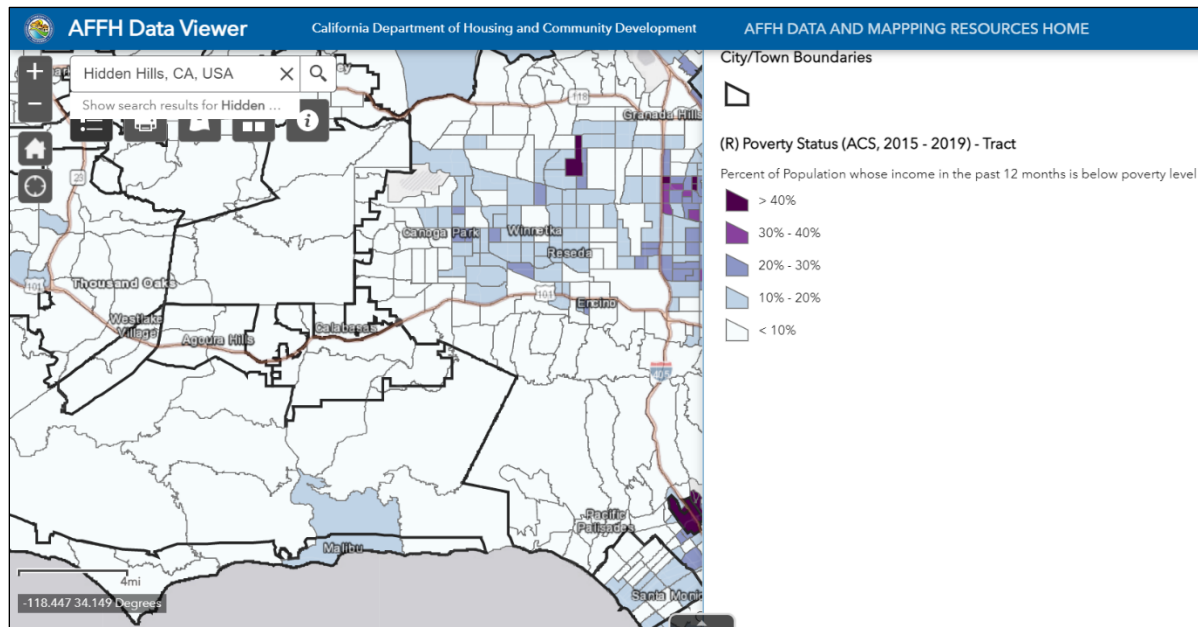 AFFH Data Viewer
California Department of Housing and Community Development
AFFH DATA AND MAPPPING RESOURCES HOME
Hidden Hills, CA, USA
Show search results for Hidden ...
City/Town Boundaries
(R) Poverty Status (ACS, 2015 - 2019) - Tract
Percent of Population whose income in the past 12 months is below poverty level
> 40%
30% - 40%
20% - 30%
10% - 20%
< 10%
118
Granada Hills
23
Canoga Park
Winnetka
Reseda
101
Thousand Oaks
101
Encino
Westlake
Village
Agoura Hills
Calabasas
405
Pacific
Palisades
Malibu
Santa Monic
4mi
-118.447 34.149 Degrees